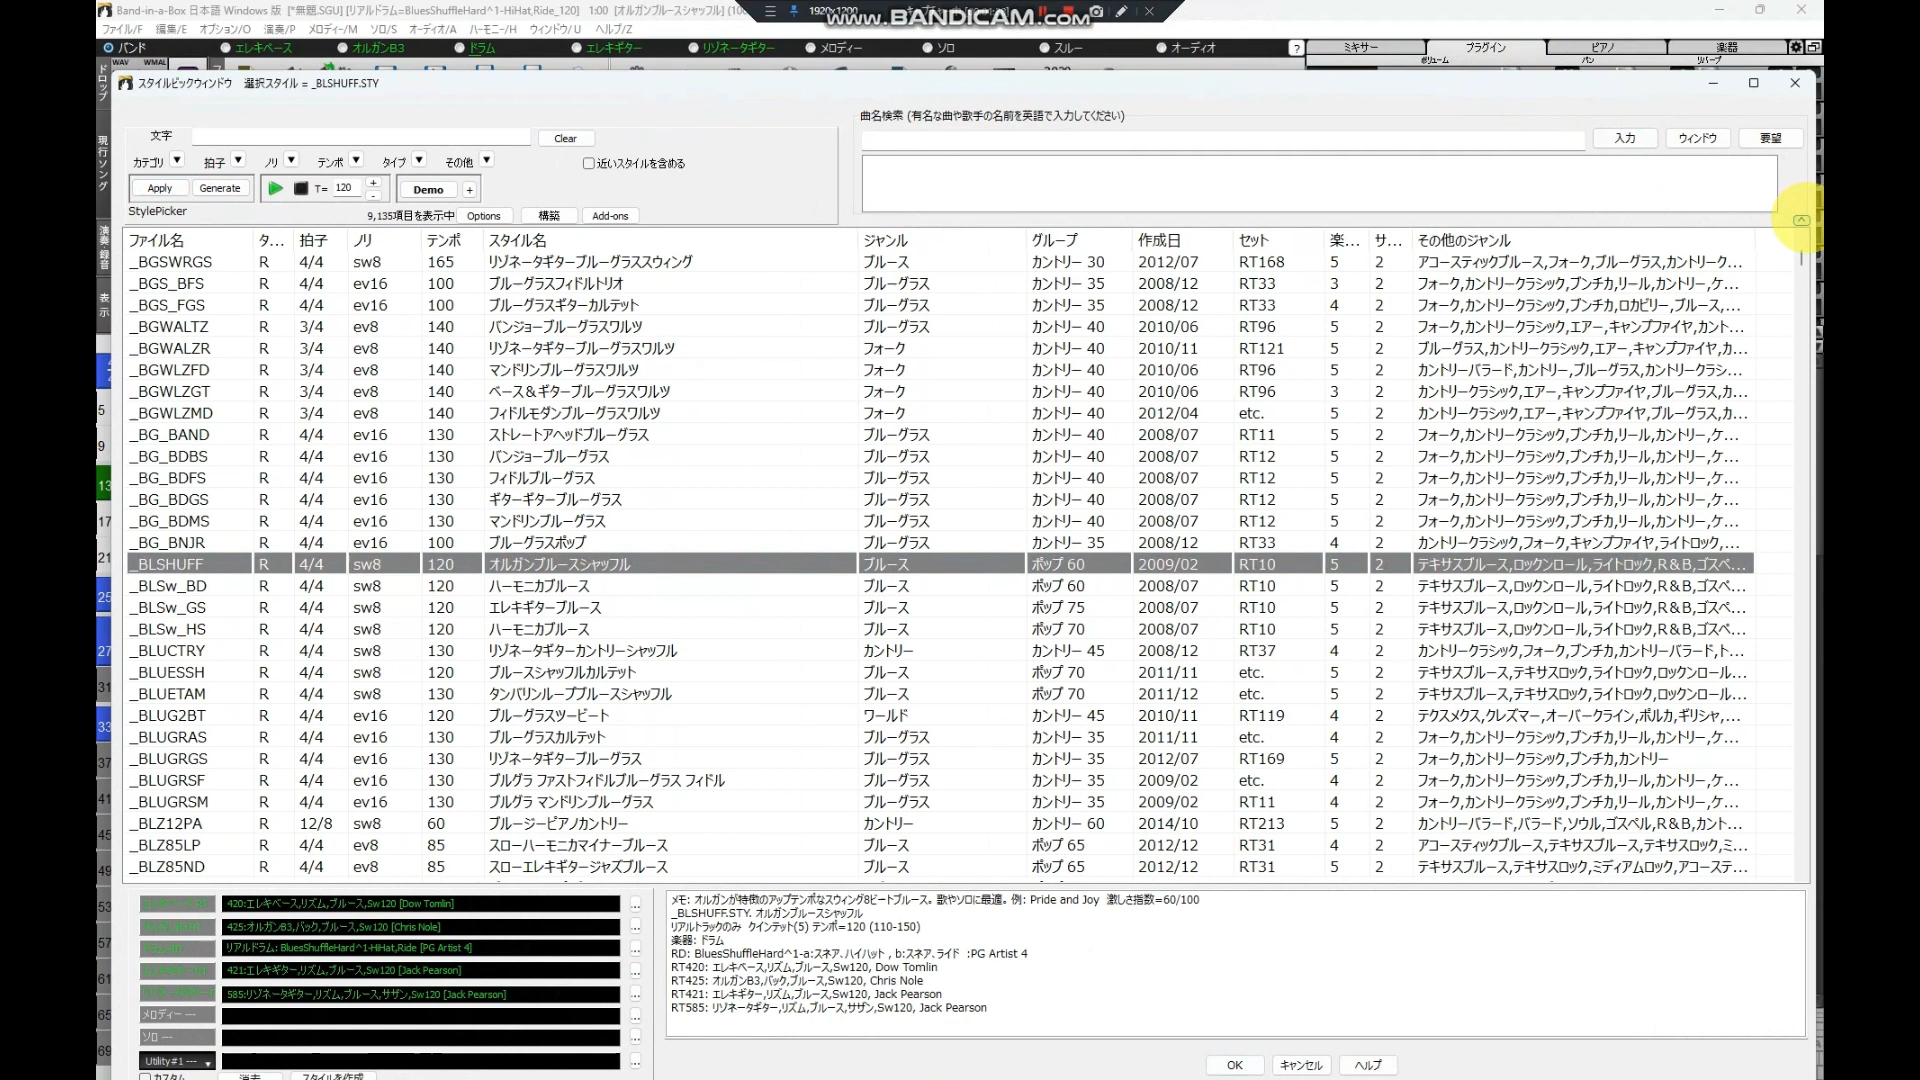 Band-in-a-Box 日本語 Windows 版 [*無題.SGU] [リアルドラム=BluesShuffleHard^1-HiHat,Ride_120] 1:00 [オルガンブルースシャッフル]
1920x1200
www.BANDICAM.com
ファイル/F 編集/E オプション/O 演奏/P メロディー/M ソロ/S オーディオ/A ハーモニー/H ウィンドウ/U ヘルプ/Z
バンド エレキベース オルガンB3 ドラム エレキギター リゾネータギター メロディー ソロ スルー オーディオ ? ミキサー プラグイン ピアノ 楽器
ボリューム パン リバーブ
スタイルピックウィンドウ 選択スタイル = _BLSHUFF.STY
曲名検索 (有名な曲や歌手の名前を英語で入力してください)
文字 Clear 入力 ウィンドウ 要望
カテゴリ 拍子 ノリ テンポ タイプ その他 近いスタイルを含める
Apply Generate T= 120 + - Demo +
StylePicker 9,135項目を表示中 Options 構築 Add-ons
ファイル名 タ... 拍子 ノリ テンポ スタイル名 ジャンル グループ 作成日 セット 楽... サ... その他のジャンル
_BGSWRGS R 4/4 sw8 165 リゾネータギターブルーグラススウィング ブルース カントリー 30 2012/07 RT168 5 2 アコースティックブルース,フォーク,ブルーグラス,カントリーク...
_BGS_BFS R 4/4 ev16 100 ブルーグラスフィドルトリオ ブルーグラス カントリー 35 2008/12 RT33 3 2 フォーク,カントリークラシック,ブンチカ,リール,カントリー,ケ...
_BGS_FGS R 4/4 ev16 100 ブルーグラスギターカルテット ブルーグラス カントリー 35 2008/12 RT33 4 2 フォーク,カントリークラシック,ブンチカ,ロカビリー,ブルース,...
_BGWALTZ R 3/4 ev8 140 バンジョーブルーグラスワルツ ブルーグラス カントリー 40 2010/06 RT96 5 2 フォーク,カントリークラシック,エアー,キャンプファイヤ,カント...
_BGWALZR R 3/4 ev8 140 リゾネータギターブルーグラスワルツ フォーク カントリー 40 2010/11 RT121 5 2 ブルーグラス,カントリークラシック,エアー,キャンプファイヤ,カ...
_BGWLZFD R 3/4 ev8 140 マンドリンブルーグラスワルツ フォーク カントリー 40 2010/06 RT96 5 2 カントリーバラード,カントリー,ブルーグラス,カントリークラシ...
_BGWLZGT R 3/4 ev8 140 ベース＆ギターブルーグラスワルツ フォーク カントリー 40 2010/06 RT96 3 2 カントリークラシック,エアー,キャンプファイヤ,ブルーグラス,カ...
_BGWLZMD R 3/4 ev8 140 フィドルモダンブルーグラスワルツ フォーク カントリー 40 2012/04 etc. 5 2 カントリークラシック,エアー,キャンプファイヤ,ブルーグラス,カ...
_BG_BAND R 4/4 ev16 130 ストレートアヘッドブルーグラス ブルーグラス カントリー 40 2008/07 RT11 5 2 フォーク,カントリークラシック,ブンチカ,リール,カントリー,ケ...
_BG_BDBS R 4/4 ev16 130 バンジョーブルーグラス ブルーグラス カントリー 40 2008/07 RT12 5 2 フォーク,カントリークラシック,ブンチカ,リール,カントリー,ケ...
_BG_BDFS R 4/4 ev16 130 フィドルブルーグラス ブルーグラス カントリー 40 2008/07 RT12 5 2 フォーク,カントリークラシック,ブンチカ,リール,カントリー,ケ...
_BG_BDGS R 4/4 ev16 130 ギターギターブルーグラス ブルーグラス カントリー 40 2008/07 RT12 5 2 フォーク,カントリークラシック,ブンチカ,リール,カントリー,ケ...
_BG_BDMS R 4/4 ev16 130 マンドリンブルーグラス ブルーグラス カントリー 40 2008/07 RT12 5 2 フォーク,カントリークラシック,ブンチカ,リール,カントリー,ケ...
_BG_BNJR R 4/4 ev16 100 ブルーグラスポップ ブルーグラス カントリー 35 2008/12 RT33 4 2 カントリークラシック,フォーク,キャンプファイヤ,ライトロック,...
_BLSHUFF R 4/4 sw8 120 オルガンブルースシャッフル ブルース ポップ 60 2009/02 RT10 5 2 テキサスブルース,ロックンロール,ライトロック,R＆B,ゴスペ...
_BLSw_BD R 4/4 sw8 120 ハーモニカブルース ブルース ポップ 60 2008/07 RT10 5 2 テキサスブルース,ロックンロール,ライトロック,R＆B,ゴスペ...
_BLSw_GS R 4/4 sw8 120 エレキギターブルース ブルース ポップ 75 2008/07 RT10 5 2 テキサスブルース,ロックンロール,ライトロック,R＆B,ゴスペ...
_BLSw_HS R 4/4 sw8 120 ハーモニカブルース ブルース ポップ 70 2008/07 RT10 5 2 テキサスブルース,ロックンロール,ライトロック,R＆B,ゴスペ...
_BLUCTRY R 4/4 sw8 130 リゾネータギターカントリーシャッフル カントリー カントリー 45 2008/12 RT37 4 2 カントリークラシック,フォーク,ブンチカ,カントリーバラード,ト...
_BLUESSH R 4/4 sw8 120 ブルースシャッフルカルテット ブルース ポップ 70 2011/11 etc. 5 2 テキサスブルース,テキサスロック,ライトロック,ロックンロール...
_BLUETAM R 4/4 sw8 130 タンバリンループブルースシャッフル ブルース ポップ 70 2011/12 etc. 5 2 テキサスブルース,テキサスロック,ライトロック,ロックンロール...
_BLUG2BT R 4/4 ev16 120 ブルーグラスツービート ワールド カントリー 45 2010/11 RT119 4 2 テクスメクス,クレズマー,オーバークライン,ポルカ,ギリシャ,...
_BLUGRAS R 4/4 ev16 130 ブルーグラスカルテット ブルーグラス カントリー 35 2011/11 etc. 4 2 フォーク,カントリークラシック,ブンチカ,リール,カントリー,ケ...
_BLUGRGS R 4/4 ev16 130 リゾネータギターブルーグラス ブルーグラス カントリー 35 2012/07 RT169 5 2 フォーク,カントリークラシック,ブンチカ,カントリー
_BLUGRSF R 4/4 ev16 130 ブルグラ ファストフィドルブルーグラス フィドル ブルーグラス カントリー 35 2009/02 etc. 4 2 フォーク,カントリークラシック,ブンチカ,リール,カントリー,ケ...
_BLUGRSM R 4/4 ev16 130 ブルグラ マンドリンブルーグラス ブルーグラス カントリー 35 2009/02 RT11 4 2 フォーク,カントリークラシック,ブンチカ,リール,カントリー,ケ...
_BLZ12PA R 12/8 sw8 60 ブルージーピアノカントリー カントリー カントリー 60 2014/10 RT213 5 2 カントリーバラード,バラード,ソウル,ゴスペル,R＆B,カント...
_BLZ85LP R 4/4 ev8 85 スローハーモニカマイナーブルース ブルース ポップ 65 2012/12 RT31 4 2 アコースティックブルース,テキサスブルース,テキサスロック,ミ...
_BLZ85ND R 4/4 ev8 85 スローエレキギタージャズブルース ブルース ポップ 65 2012/12 RT31 5 2 テキサスブルース,テキサスロック,ミディアムロック,アコーステ...
420:エレキベース,リズム,ブルース,Sw120 [Dow Tomlin]
425:オルガンB3,バック,ブルース,Sw120 [Chris Nole]
リアルドラム: BluesShuffleHard^1-HiHat,Ride [PG Artist 4]
421:エレキギター,リズム,ブルース,Sw120 [Jack Pearson]
585:リゾネータギター,リズム,ブルース,サザン,Sw120 [Jack Pearson]
メロディー ---
ソロ ---
Utility#1 ---
カスタム 消去 スタイルを作成
メモ: オルガンが特徴のアップテンポなスウィング8ビートブルース。歌やソロに最適。例: Pride and Joy 激しさ指数=60/100
_BLSHUFF.STY. オルガンブルースシャッフル
リアルトラックのみ クインテット(5) テンポ=120 (110-150)
楽器: ドラム
RD: BluesShuffleHard^1-a:スネア､ハイハット , b:スネア､ライド :PG Artist 4
RT420: エレキベース,リズム,ブルース,Sw120, Dow Tomlin
RT425: オルガンB3,バック,ブルース,Sw120, Chris Nole
RT421: エレキギター,リズム,ブルース,Sw120, Jack Pearson
RT585: リゾネータギター,リズム,ブルース,サザン,Sw120, Jack Pearson
OK キャンセル ヘルプ